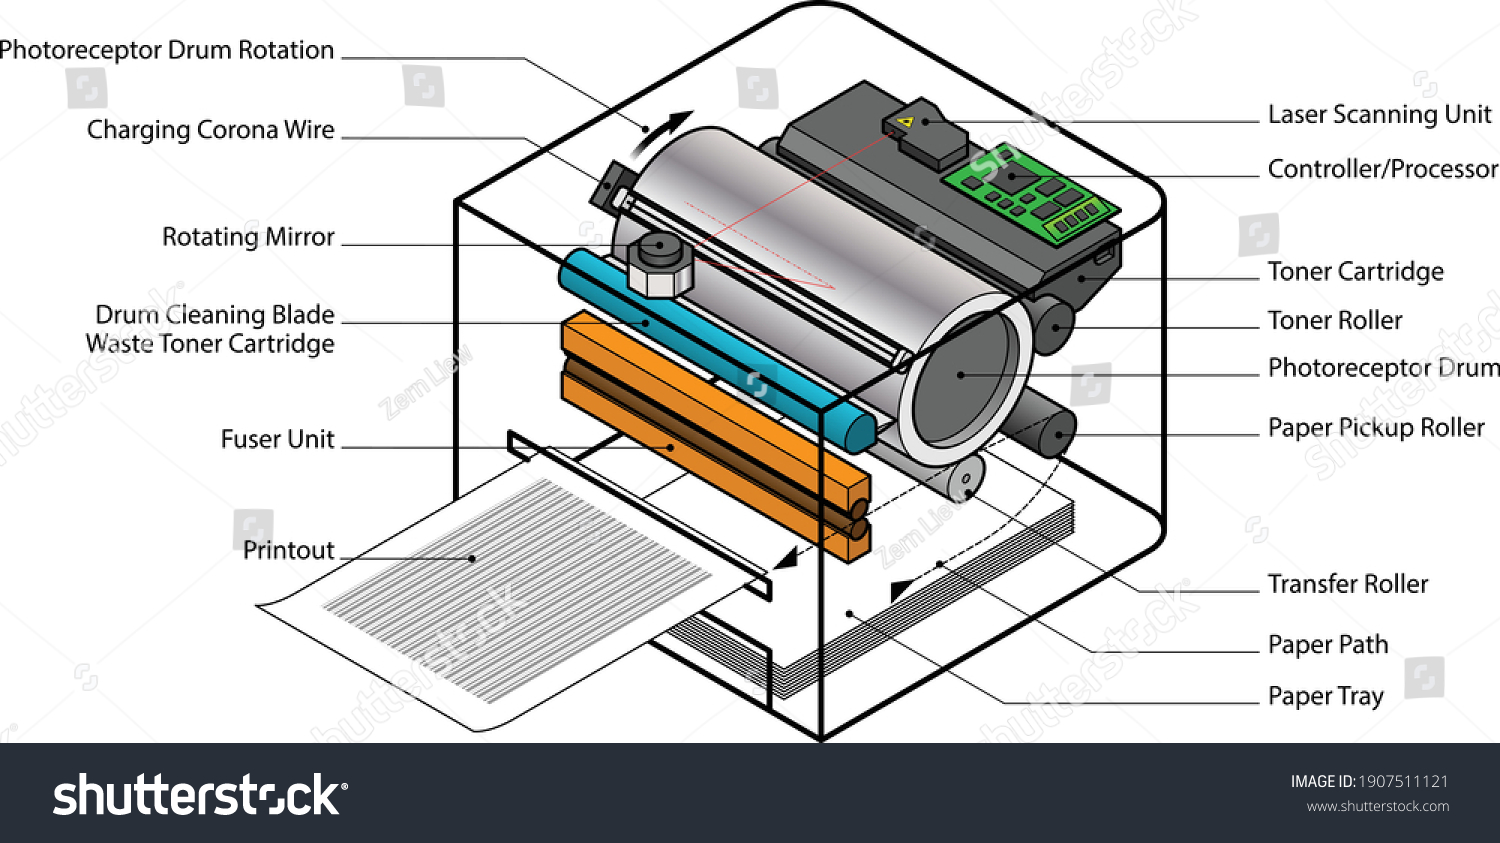 Photoreceptor Drum Rotation
Charging Corona Wire
Rotating Mirror
Drum Cleaning Blade
Waste Toner Cartridge
Fuser Unit
Printout
Laser Scanning Unit
Controller/Processor
Toner Cartridge
Toner Roller
Photoreceptor Drum
Paper Pickup Roller
Transfer Roller
Paper Path
Paper Tray
shutterstock
shutterstock
shutterstock
shutterstock
shutterstock
shutterstock
Zern Liew
Zern Liew
shutterstock®
IMAGE ID: 1907511121
www.shutterstock.com